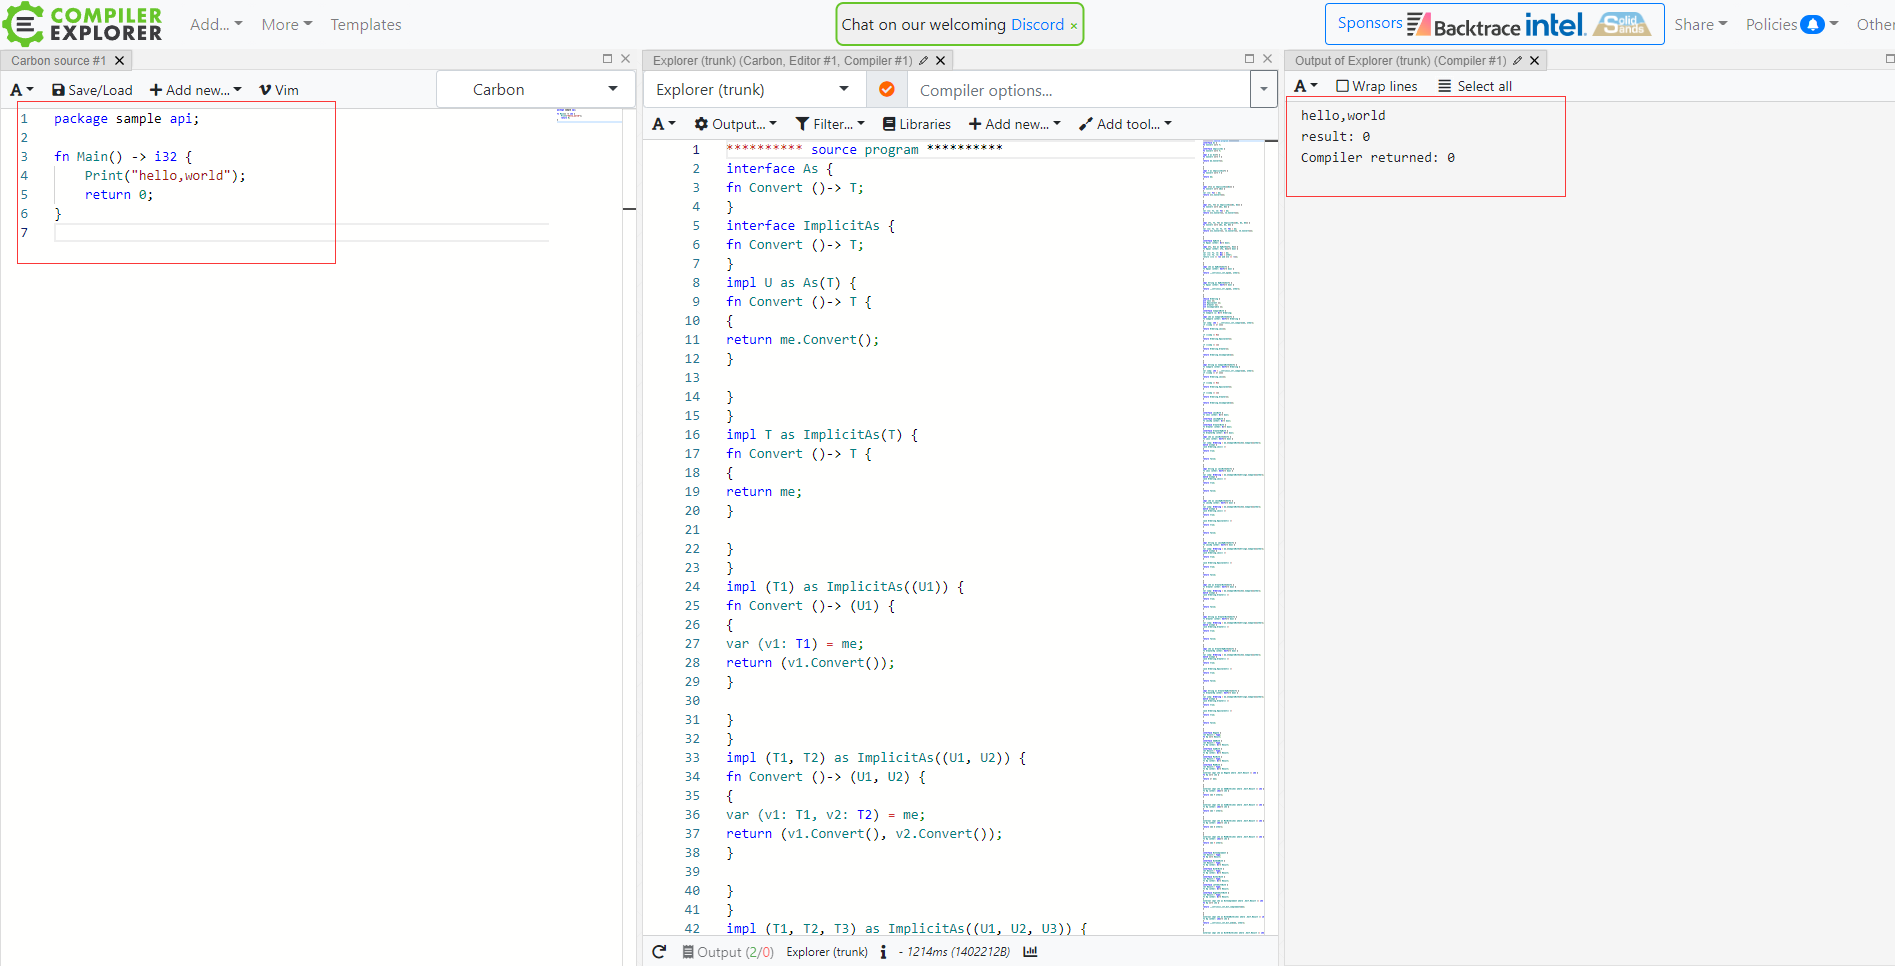 COMPILER
EXPLORER
Add...
More
Templates
Chat on our welcoming Discord ×
Sponsors
Backtrace
intel.
Solid
Sands
Share
Policies
Other
Carbon source #1
A
Save/Load
Add new...
Vim
Carbon
1 package sample api;
2
3 fn Main() -> i32 {
4 Print("hello,world");
5 return 0;
6 }
7
Explorer (trunk) (Carbon, Editor #1, Compiler #1)
Explorer (trunk)
Compiler options...
A
Output...
Filter...
Libraries
Add new...
Add tool...
1 ********** source program **********
2 interface As {
3 fn Convert ()-> T;
4 }
5 interface ImplicitAs {
6 fn Convert ()-> T;
7 }
8 impl U as As(T) {
9 fn Convert ()-> T {
10 {
11 return me.Convert();
12 }
13
14 }
15 }
16 impl T as ImplicitAs(T) {
17 fn Convert ()-> T {
18 {
19 return me;
20 }
21
22 }
23 }
24 impl (T1) as ImplicitAs((U1)) {
25 fn Convert ()-> (U1) {
26 {
27 var (v1: T1) = me;
28 return (v1.Convert());
29 }
30
31 }
32 }
33 impl (T1, T2) as ImplicitAs((U1, U2)) {
34 fn Convert ()-> (U1, U2) {
35 {
36 var (v1: T1, v2: T2) = me;
37 return (v1.Convert(), v2.Convert());
38 }
39
40 }
41 }
42 impl (T1, T2, T3) as ImplicitAs((U1, U2, U3)) {
Output (2/0) Explorer (trunk) i - 1214ms (1402212B)
Output of Explorer (trunk) (Compiler #1)
A
Wrap lines
Select all
hello,world
result: 0
Compiler returned: 0